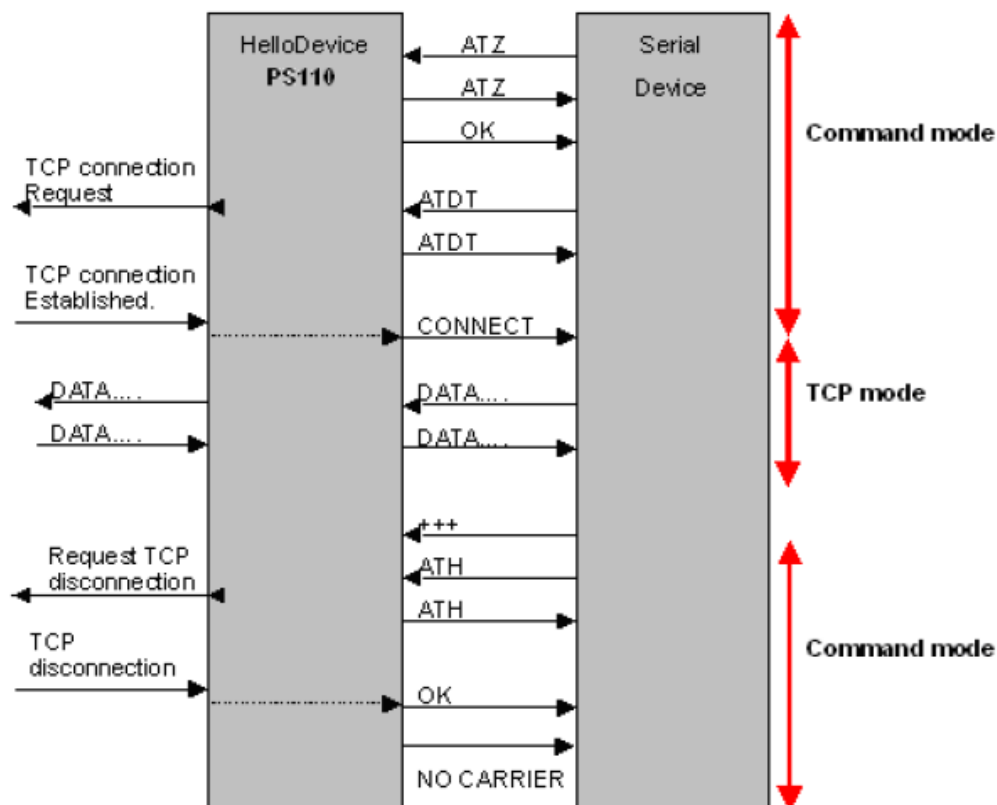 HelloDevice
PS110
Serial
Device
ATZ
ATZ
OK
Command mode
TCP connection
Request
ATDT
ATDT
TCP connection
Established.
CONNECT
DATA....
DATA....
TCP mode
DATA....
DATA....
+++
Request TCP
disconnection
ATH
ATH
TCP
disconnection
Command mode
OK
NO CARRIER